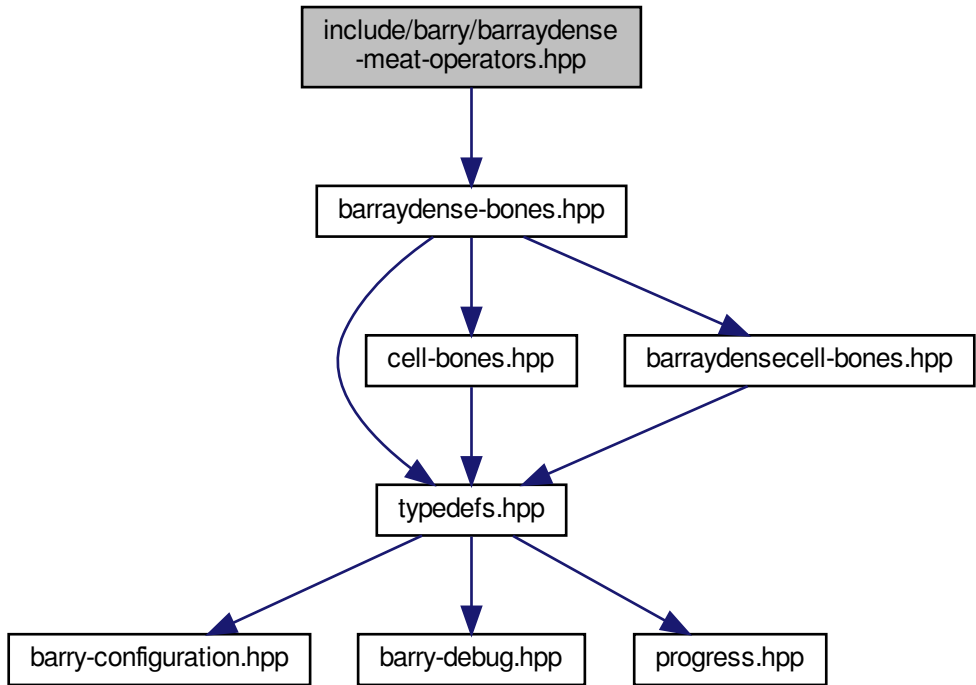 include/barry/barraydense
-meat-operators.hpp
barraydense-bones.hpp
cell-bones.hpp
barraydensecell-bones.hpp
typedefs.hpp
barry-configuration.hpp
barry-debug.hpp
progress.hpp